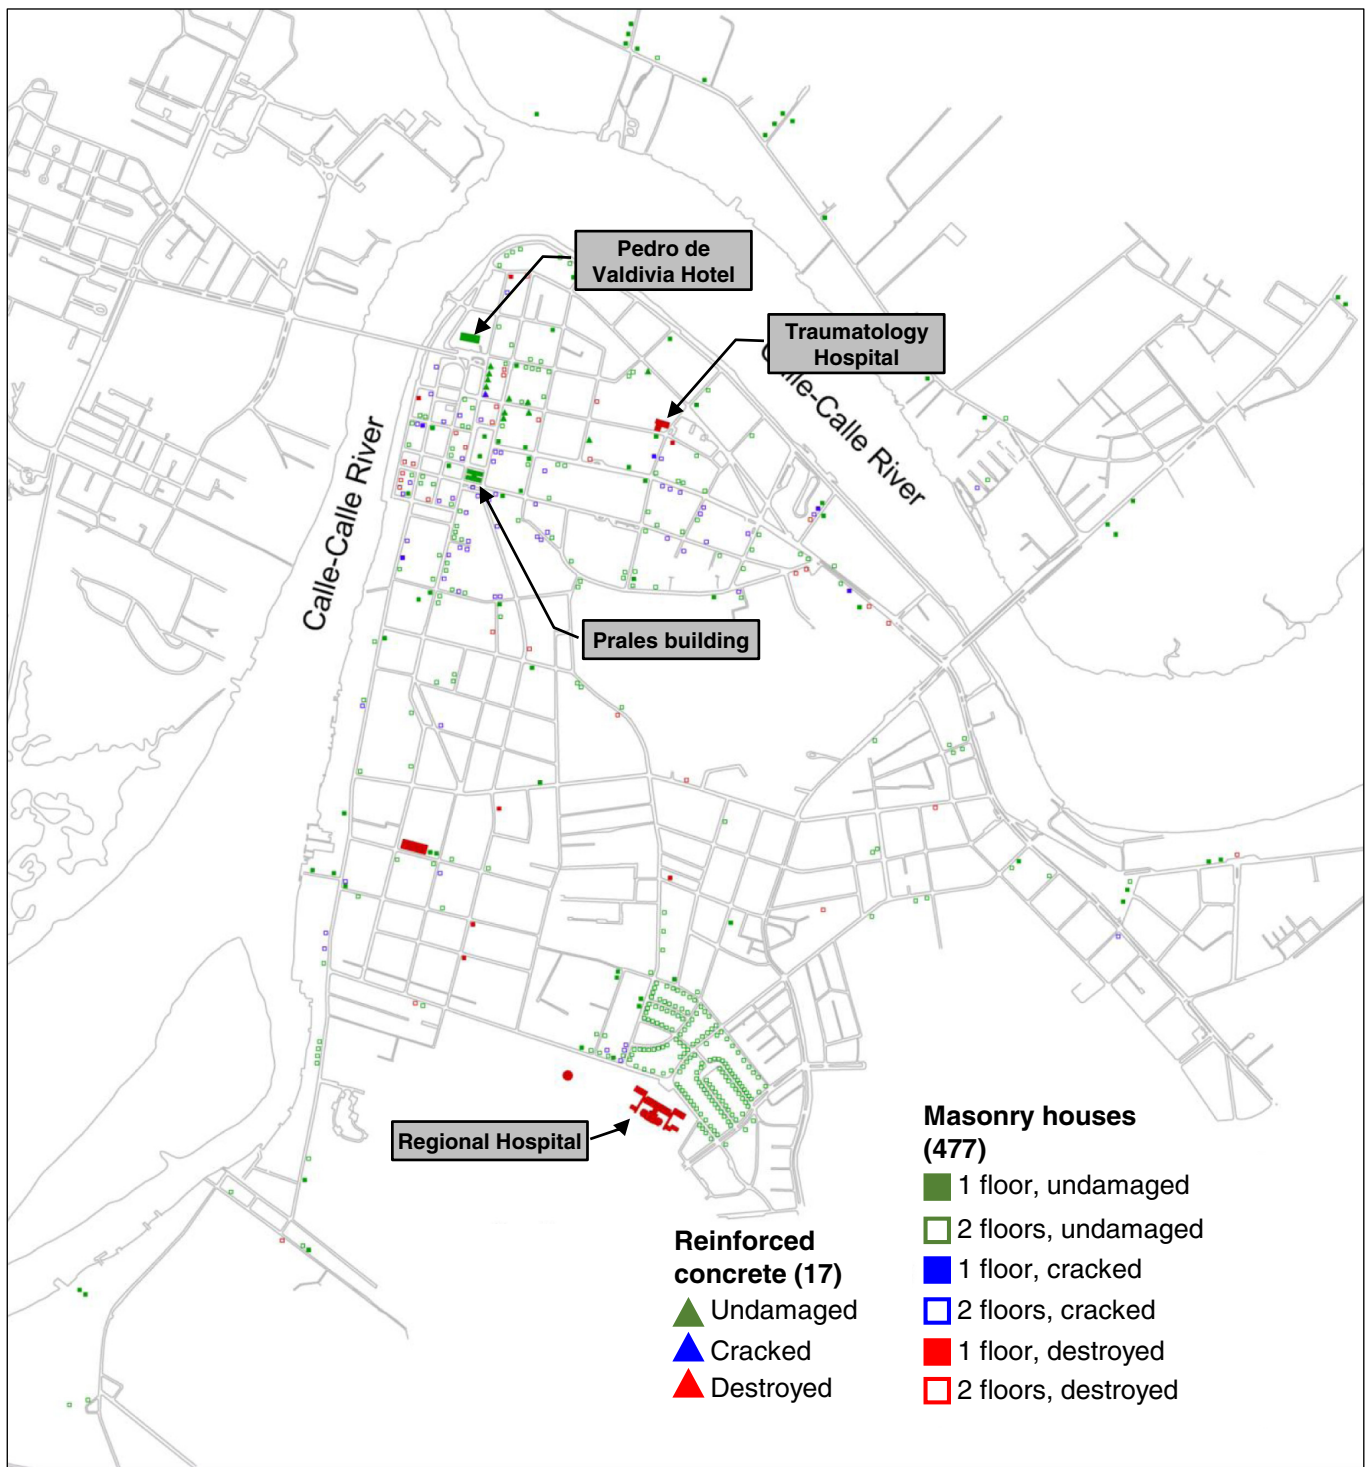 Pedro de
Valdivia Hotel
Traumatology
Hospital
Calle-Calle River
Calle-Calle River
Prales building
Regional Hospital
Reinforced
concrete (17)
Undamaged
Cracked
Destroyed
Masonry houses
(477)
1 floor, undamaged
2 floors, undamaged
1 floor, cracked
2 floors, cracked
1 floor, destroyed
2 floors, destroyed